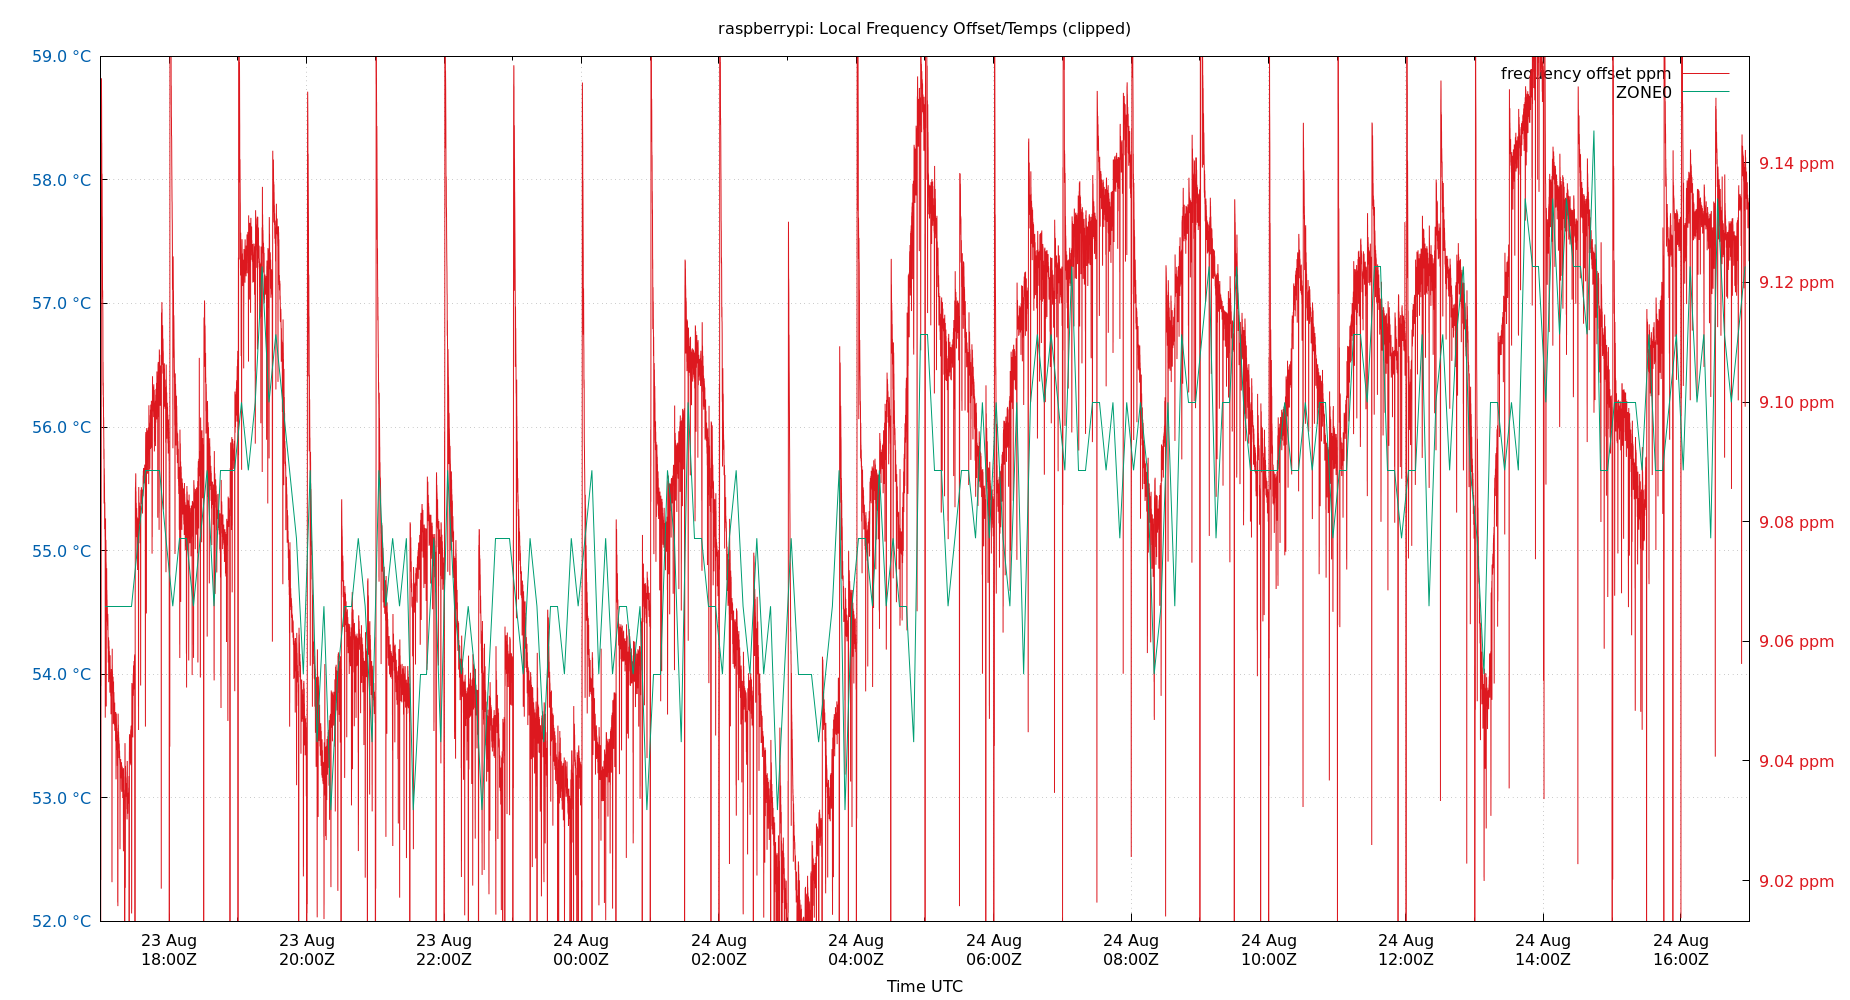 raspberrypi: Local Frequency Offset/Temps (clipped)
frequency offset ppm
ZONE0
59.0 °C
58.0 °C
57.0 °C
56.0 °C
55.0 °C
54.0 °C
53.0 °C
52.0 °C
9.14 ppm
9.12 ppm
9.10 ppm
9.08 ppm
9.06 ppm
9.04 ppm
9.02 ppm
23 Aug
18:00Z
23 Aug
20:00Z
23 Aug
22:00Z
24 Aug
00:00Z
24 Aug
02:00Z
24 Aug
04:00Z
24 Aug
06:00Z
24 Aug
08:00Z
24 Aug
10:00Z
24 Aug
12:00Z
24 Aug
14:00Z
24 Aug
16:00Z
Time UTC